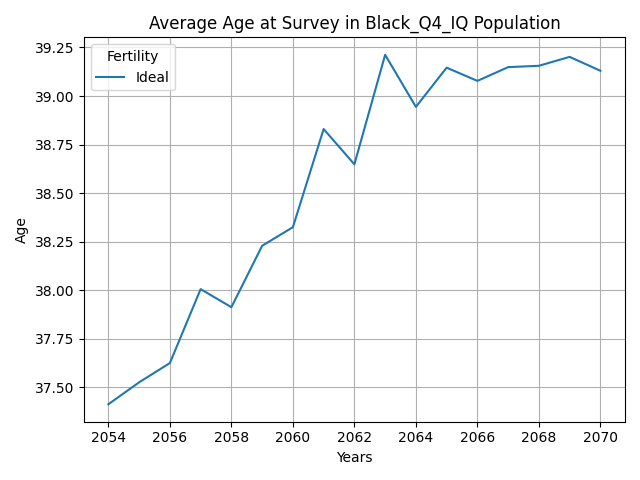 Average Age at Survey in Black_Q4_IQ Population
Fertility
Ideal
Age
39.25
39.00
38.75
38.50
38.25
38.00
37.75
37.50
2054 2056 2058 2060 2062 2064 2066 2068 2070
Years